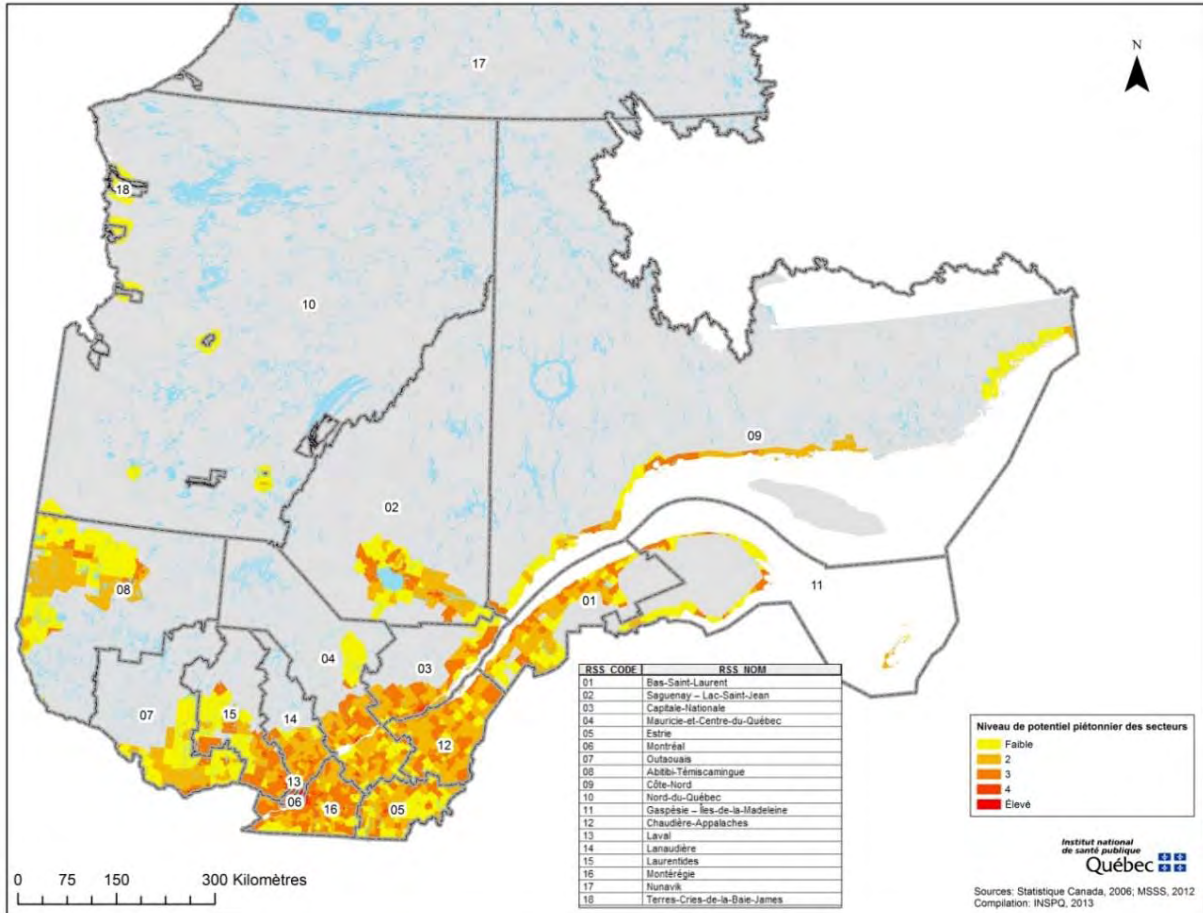 17
N
18
10
09
02
08
01
11
04
03
07
15
14
12
13
06
16
05
RSS_CODE RSS_NOM
01 Bas-Saint-Laurent
02 Saguenay – Lac-Saint-Jean
03 Capitale-Nationale
04 Mauricie-et-Centre-du-Québec
05 Estrie
06 Montréal
07 Outaouais
08 Abitibi-Témiscamingue
09 Côte-Nord
10 Nord-du-Québec
11 Gaspésie – Îles-de-la-Madeleine
12 Chaudière-Appalaches
13 Laval
14 Lanaudière
15 Laurentides
16 Montérégie
17 Nunavik
18 Terres-Cries-de-la-Baie-James
Niveau de potentiel piétonnier des secteurs
Faible
2
3
4
Élevé
0 75 150 300 Kilomètres
Institut national
de santé publique
Québec
Sources: Statistique Canada, 2006; MSSS, 2012
Compilation: INSPQ, 2013